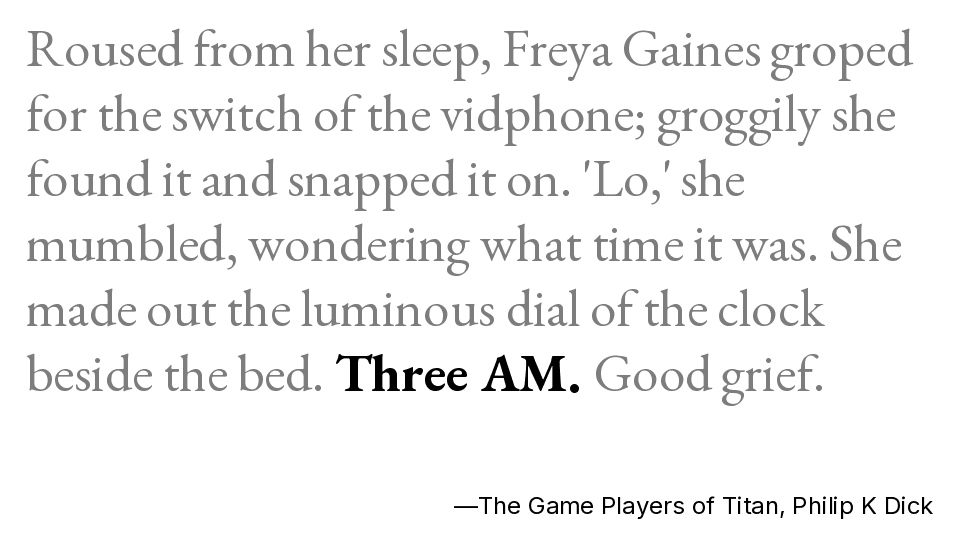 Roused from her sleep, Freya Gaines groped
for the switch of the vidphone; groggily she
found it and snapped it on. 'Lo,' she
mumbled, wondering what time it was. She
made out the luminous dial of the clock
beside the bed. Three AM. Good grief.
—The Game Players of Titan, Philip K Dick